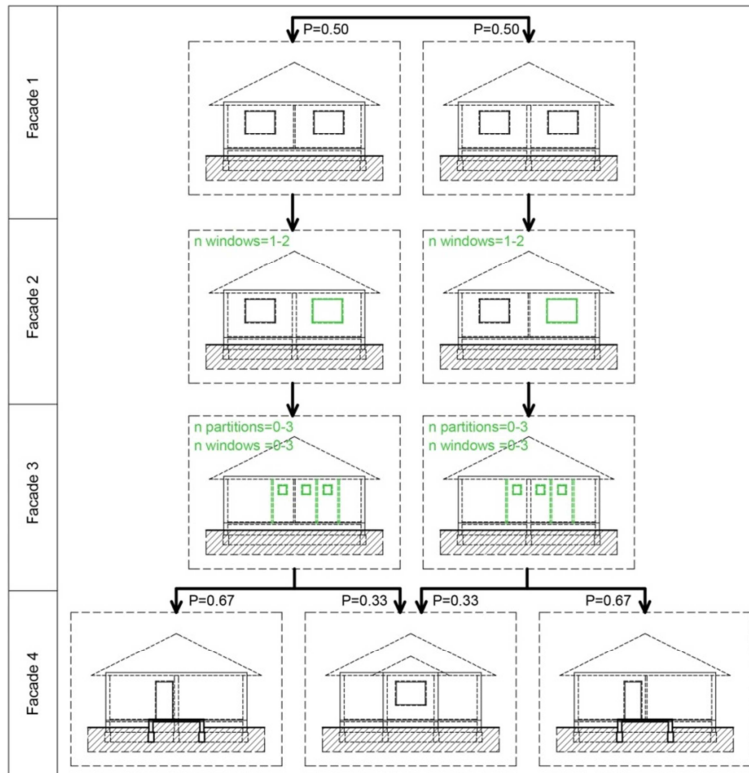 P=0.50
P=0.50
Facade 1
n windows=1-2
n windows=1-2
Facade 2
n partitions=0-3
n windows =0-3
n partitions=0-3
n windows =0-3
Facade 3
P=0.67
P=0.33
P=0.33
P=0.67
Facade 4